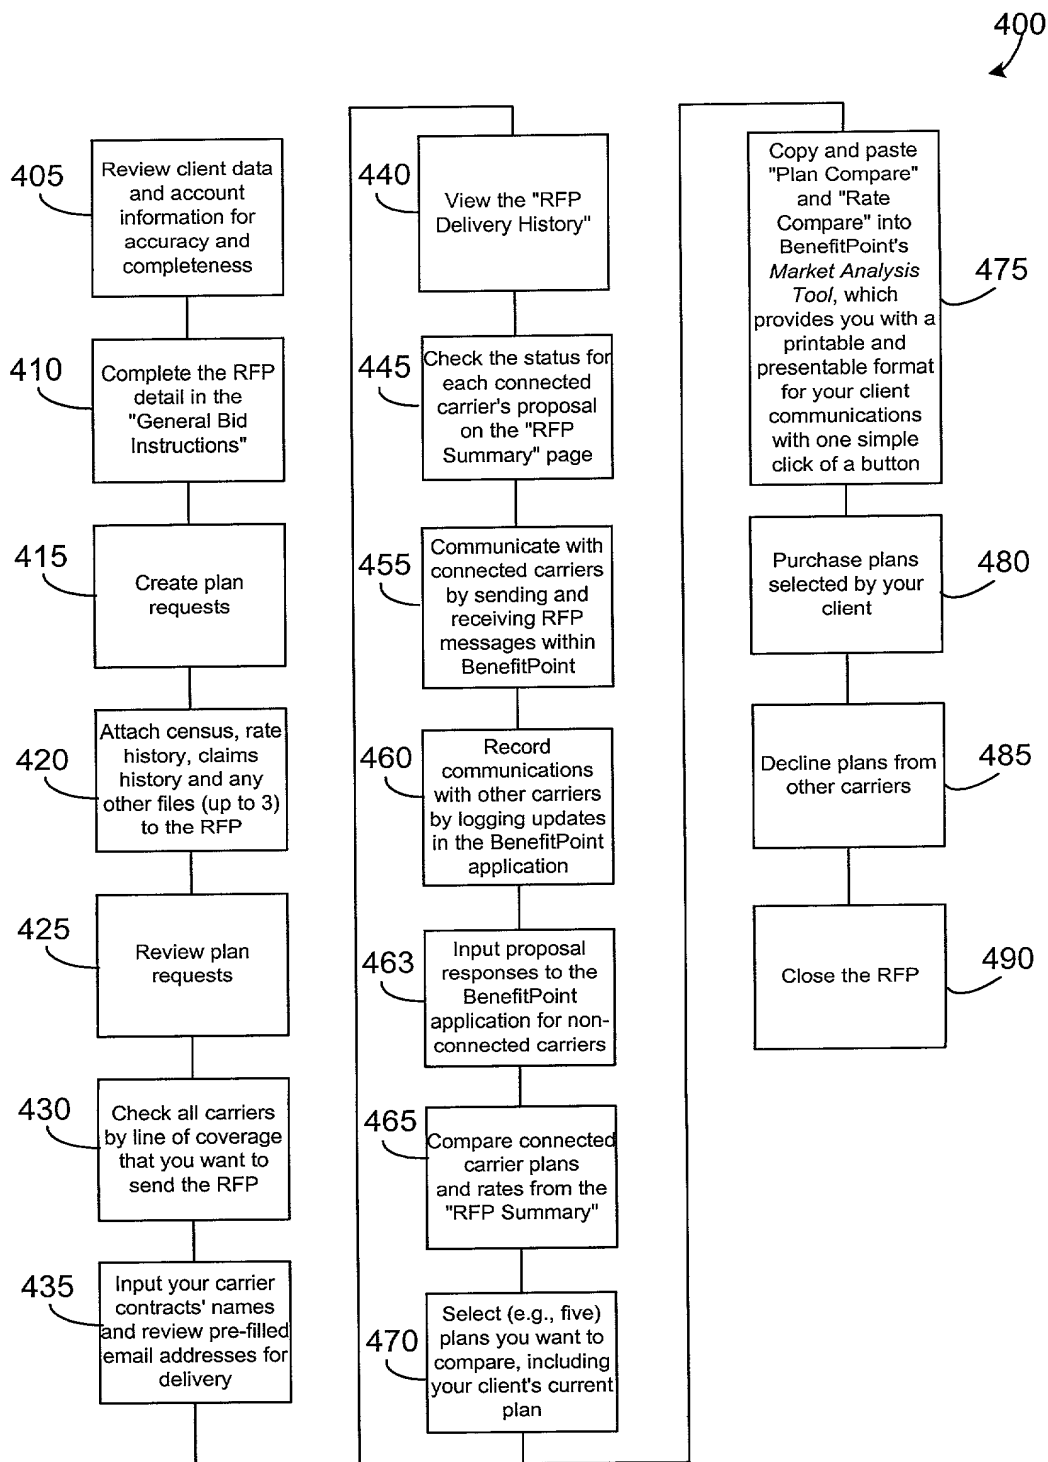 400
405
Review client data
and account
information for
accuracy and
completeness
410
Complete the RFP
detail in the
"General Bid
Instructions"
415
Create plan
requests
420
Attach census, rate
history, claims
history and any
other files (up to 3)
to the RFP
425
Review plan
requests
430
Check all carriers
by line of coverage
that you want to
send the RFP
435
Input your carrier
contracts' names
and review pre-filled
email addresses for
delivery
440
View the "RFP
Delivery History"
445
Check the status for
each connected
carrier's proposal
on the "RFP
Summary" page
455
Communicate with
connected carriers
by sending and
receiving RFP
messages within
BenefitPoint
460
Record
communications
with other carriers
by logging updates
in the BenefitPoint
application
463
Input proposal
responses to the
BenefitPoint
application for non-
connected carriers
465
Compare connected
carrier plans
and rates from the
"RFP Summary"
470
Select (e.g., five)
plans you want to
compare, including
your client's current
plan
475
Copy and paste
"Plan Compare"
and "Rate
Compare" into
BenefitPoint's
Market Analysis
Tool, which
provides you with a
printable and
presentable format
for your client
communications
with one simple
click of a button
480
Purchase plans
selected by your
client
485
Decline plans from
other carriers
490
Close the RFP